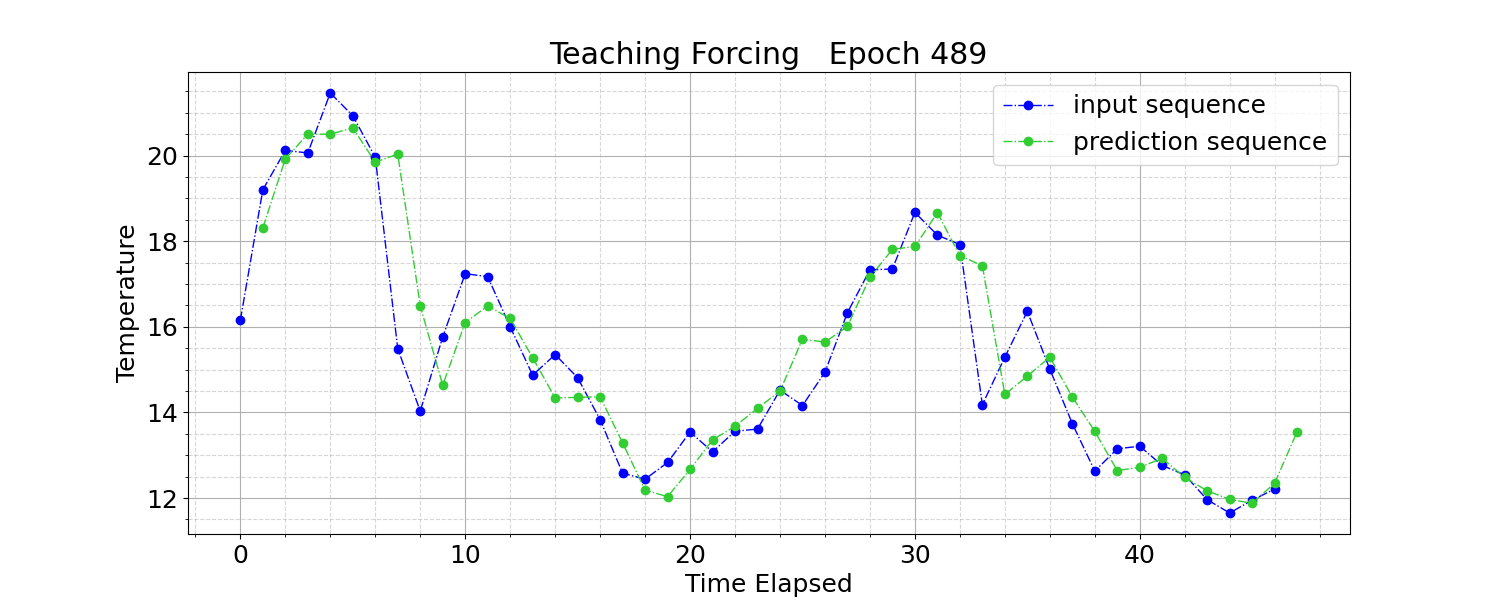 Teaching Forcing   Epoch 489
input sequence
prediction sequence
Temperature
20
18
16
14
12
0 10 20 30 40
Time Elapsed